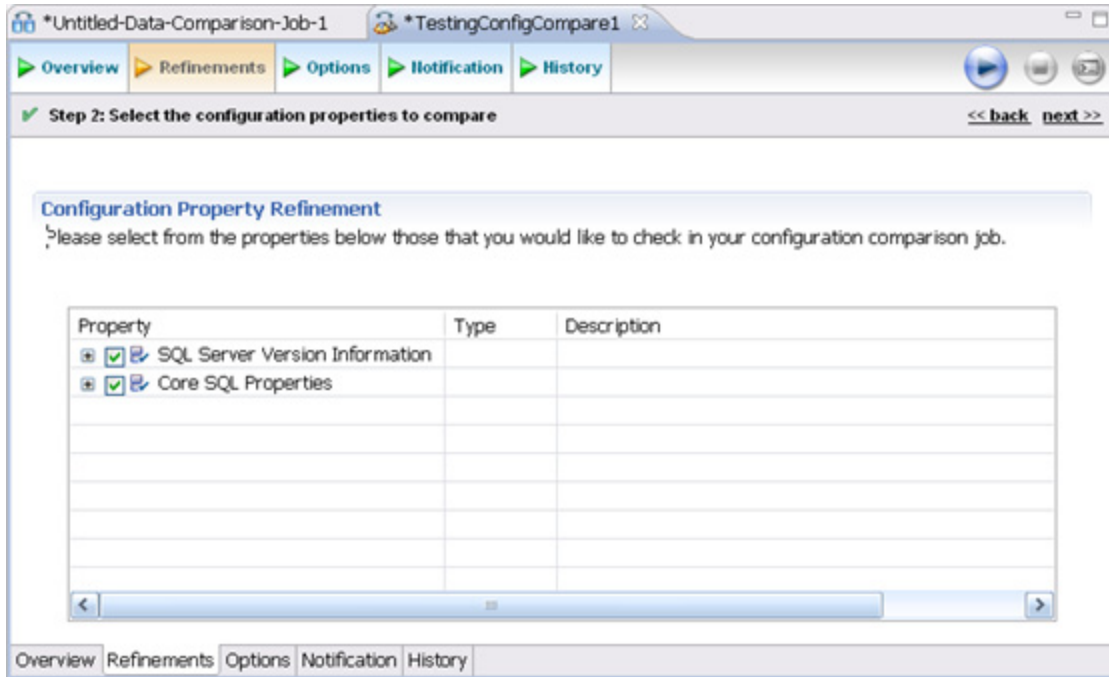 *Untitled-Data-Comparison-Job-1 *TestingConfigCompare1
Overview Refinements Options Notification History
Step 2: Select the configuration properties to compare << back next >>
Configuration Property Refinement
Please select from the properties below those that you would like to check in your configuration comparison job.
Property Type Description
SQL Server Version Information
Core SQL Properties
Overview Refinements Options Notification History